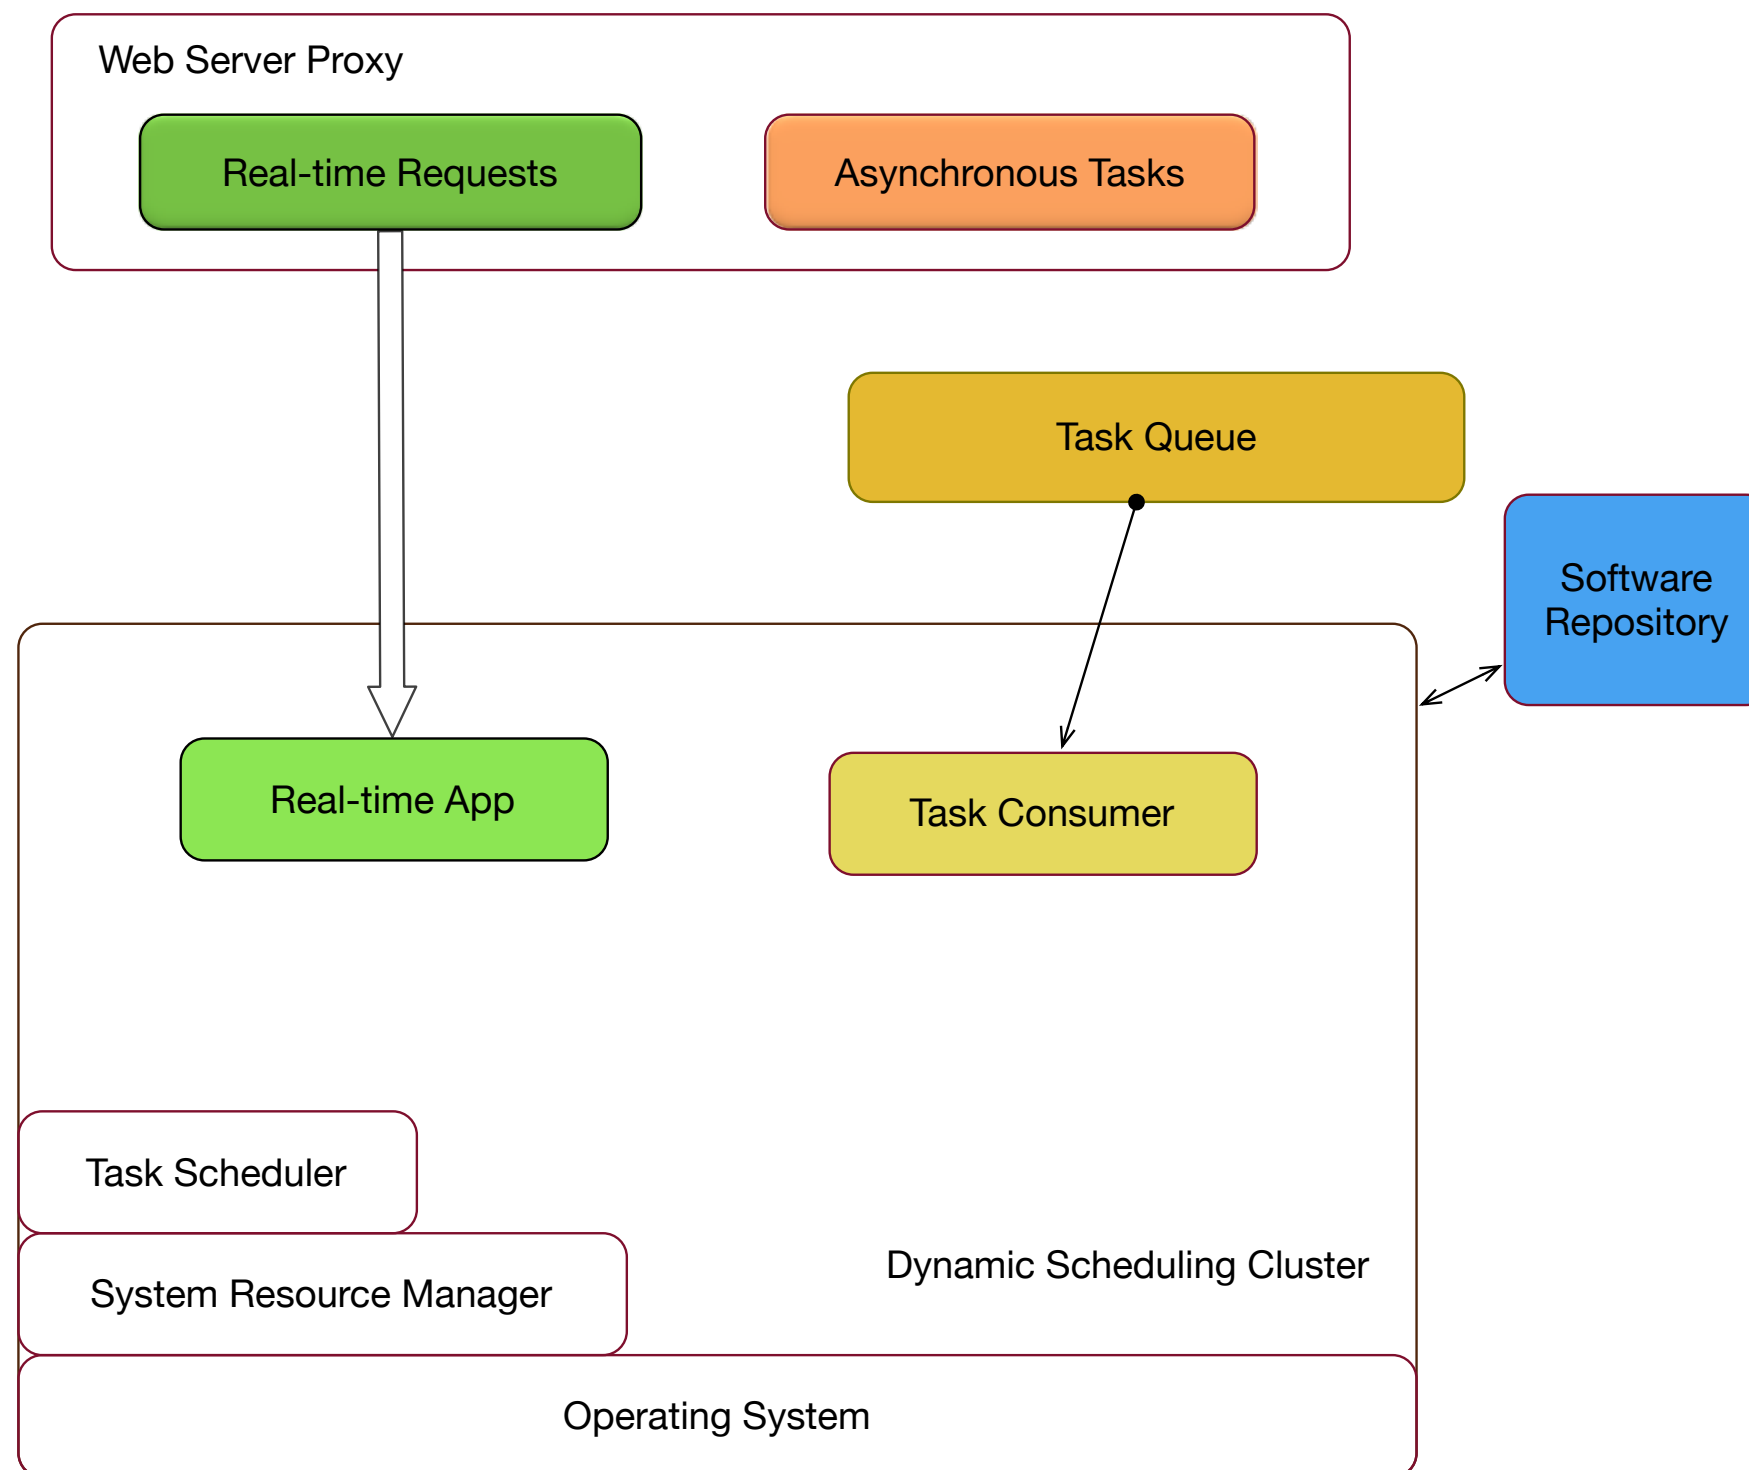 Web Server Proxy
Real-time Requests
Asynchronous Tasks
Task Queue
Software
Repository
Real-time App
Task Consumer
Task Scheduler
Dynamic Scheduling Cluster
System Resource Manager
Operating System